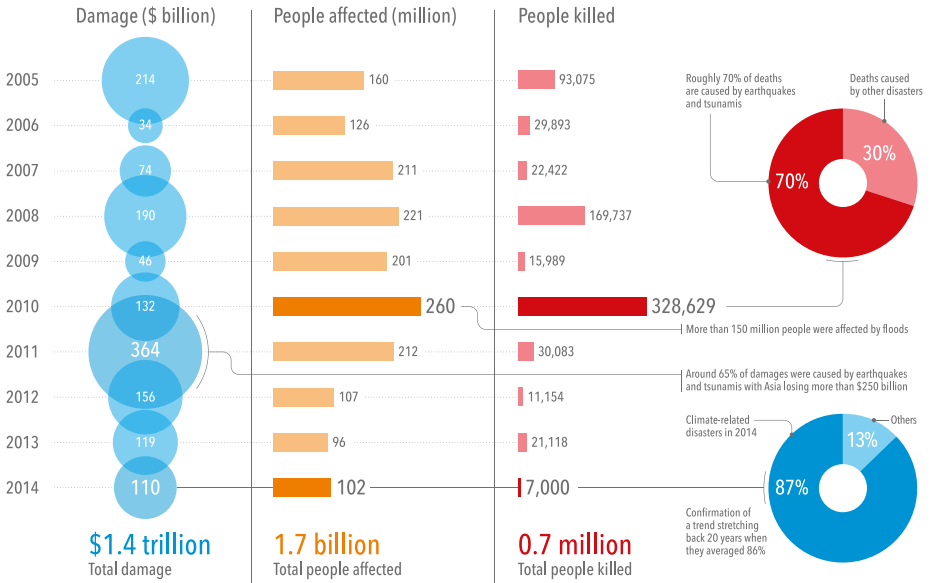 Damage ($ billion)
People affected (million)
People killed
2005
214
160
93,075
2006
34
126
29,893
2007
74
211
22,422
2008
190
221
169,737
2009
46
201
15,989
2010
132
260
328,629
2011
364
212
30,083
2012
156
107
11,154
2013
119
96
21,118
2014
110
102
7,000
$1.4 trillion
Total damage
1.7 billion
Total people affected
0.7 million
Total people killed
Roughly 70% of deaths
are caused by earthquakes
and tsunamis
Deaths caused
by other disasters
70%
30%
More than 150 million people were affected by floods
Around 65% of damages were caused by earthquakes
and tsunamis with Asia losing more than $250 billion
Climate-related
disasters in 2014
Others
13%
87%
Confirmation of
a trend stretching
back 20 years when
they averaged 86%